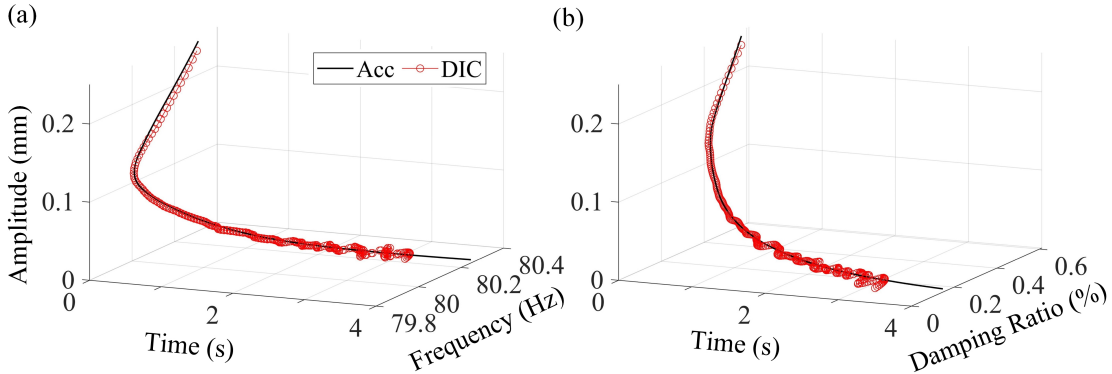 (a)
(b)
Acc
DIC
Amplitude (mm)
0.2
0.1
0
0
2
4
Time (s)
79.8
80
80.2
80.4
Frequency (Hz)
0.2
0.1
0
0
2
4
Time (s)
0
0.2
0.4
0.6
Damping Ratio (%)